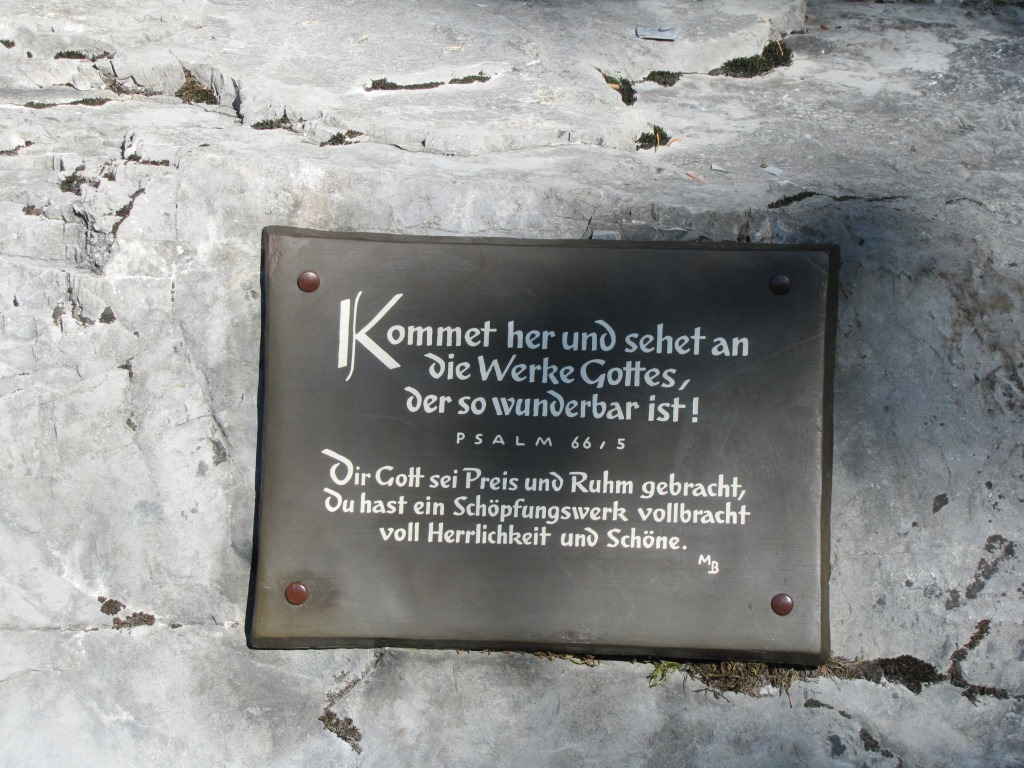 Kommet her und sehet an
die Werke Gottes,
der so wunderbar ist!
PSALM 66/5
Dir Gott sei Preis und Ruhm gebracht,
Du hast ein Schöpfungswerk vollbracht
voll Herrlichkeit und Schöne.
MB